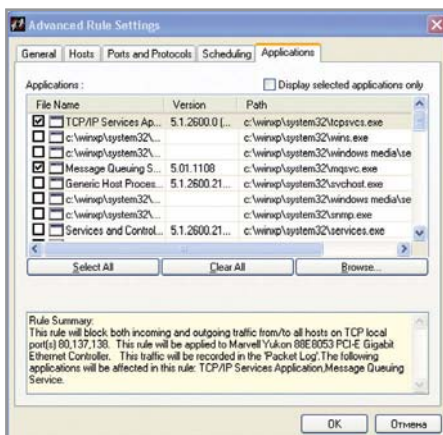 Advanced Rule Settings
General Hosts Ports and Protocols Scheduling Applications
Applications : Display selected applications only
File Name Version Path
TCP/IP Services Ap... 5.1.2600.0 (... c:\winxp\system32\tcpsvcs.exe
c:\winxp\system32\... c:\winxp\system32\wins.exe
c:\winxp\system32\... c:\winxp\system32\windows media\se
Message Queuing S... 5.01.1108 c:\winxp\system32\mqsvc.exe
Generic Host Proces... 5.1.2600.21... c:\winxp\system32\svchost.exe
c:\winxp\system32\... c:\winxp\system32\windows media\se
c:\winxp\system32\... c:\winxp\system32\snmp.exe
Services and Control... 5.1.2600.21... c:\winxp\system32\services.exe
Select All Clear All Browse...
Rule Summary:
This rule will block both incoming and outgoing traffic from/to all hosts on TCP local
port(s) 80,137,138. This rule will be applied to Marvell Yukon 88E8053 PCI-E Gigabit
Ethernet Controller. This traffic will be recorded in the 'Packet Log'.The following
applications will be affected in this rule: TCP/IP Services Application,Message Queuing
Service.
OK Отмена